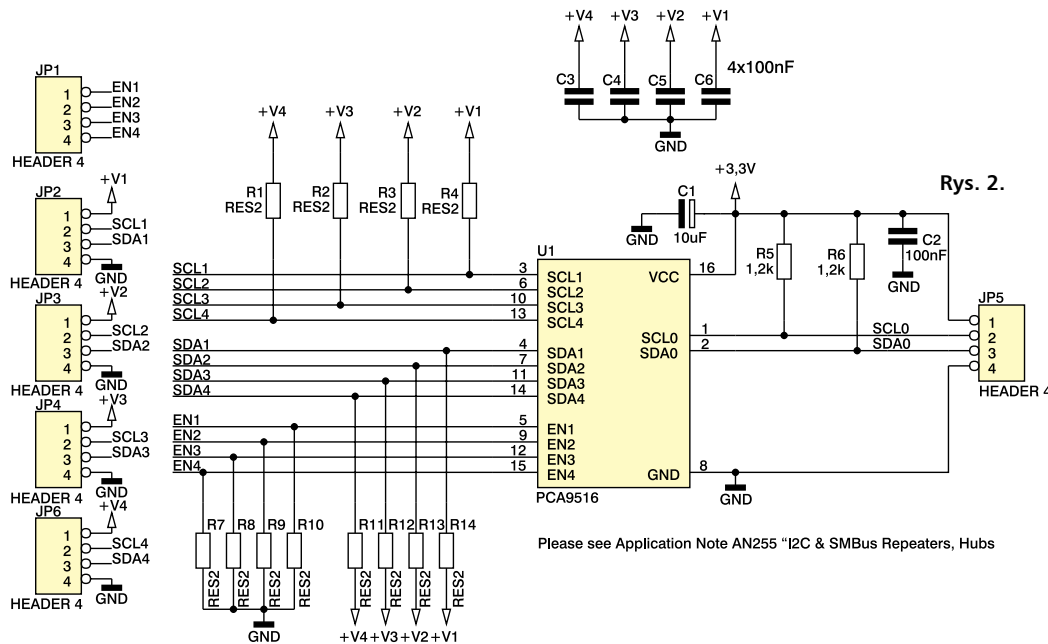 +V4
+V3
+V2
+V1
C3
C4
C5
C6
4x100nF
GND
JP1
1
2
3
4
EN1
EN2
EN3
EN4
HEADER 4
JP2
1
2
3
4
+V1
SCL1
SDA1
GND
HEADER 4
JP3
1
2
3
4
+V2
SCL2
SDA2
GND
HEADER 4
JP4
1
2
3
4
+V3
SCL3
SDA3
GND
HEADER 4
JP6
1
2
3
4
+V4
SCL4
SDA4
GND
HEADER 4
+V4
+V3
+V2
+V1
R1
RES2
R2
RES2
R3
RES2
R4
RES2
SCL1
SCL2
SCL3
SCL4
SDA1
SDA2
SDA3
SDA4
EN1
EN2
EN3
EN4
3
6
10
13
4
7
11
14
5
9
12
15
U1
SCL1
SCL2
SCL3
SCL4
SDA1
SDA2
SDA3
SDA4
EN1
EN2
EN3
EN4
VCC
SCL0
SDA0
GND
PCA9516
16
1
2
8
+3,3V
Rys. 2.
C1
10uF
GND
R5
1,2k
R6
1,2k
C2
100nF
GND
SCL0
SDA0
JP5
1
2
3
4
HEADER 4
GND
R7
RES2
R8
RES2
R9
RES2
R10
RES2
R11
RES2
R12
RES2
R13
RES2
R14
RES2
GND
+V4
+V3
+V2
+V1
Please see Application Note AN255 “I2C & SMBus Repeaters, Hubs